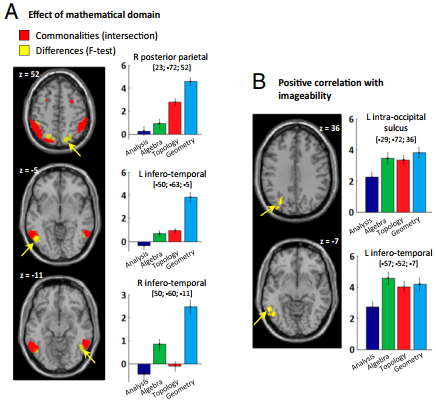 A Effect of mathematical domain
Commonalities (intersection)
Differences (F-test)
z = 52
R posterior parietal
[23; -72; 52]
6
4
2
0
Analysis
Algebra
Topology
Geometry
z = -5
L infero-temporal
[-50; -63; -5]
6
4
2
0
Analysis
Algebra
Topology
Geometry
z = -11
R infero-temporal
[50; -60; -11]
3
2
1
0
Analysis
Algebra
Topology
Geometry
B Positive correlation with
imageability
z = 36
L intra-occipital
sulcus
[-29; -72; 36]
6
4
2
0
Analysis
Algebra
Topology
Geometry
z = -7
L infero-temporal
[-57; -52; -7]
6
4
2
0
Analysis
Algebra
Topology
Geometry